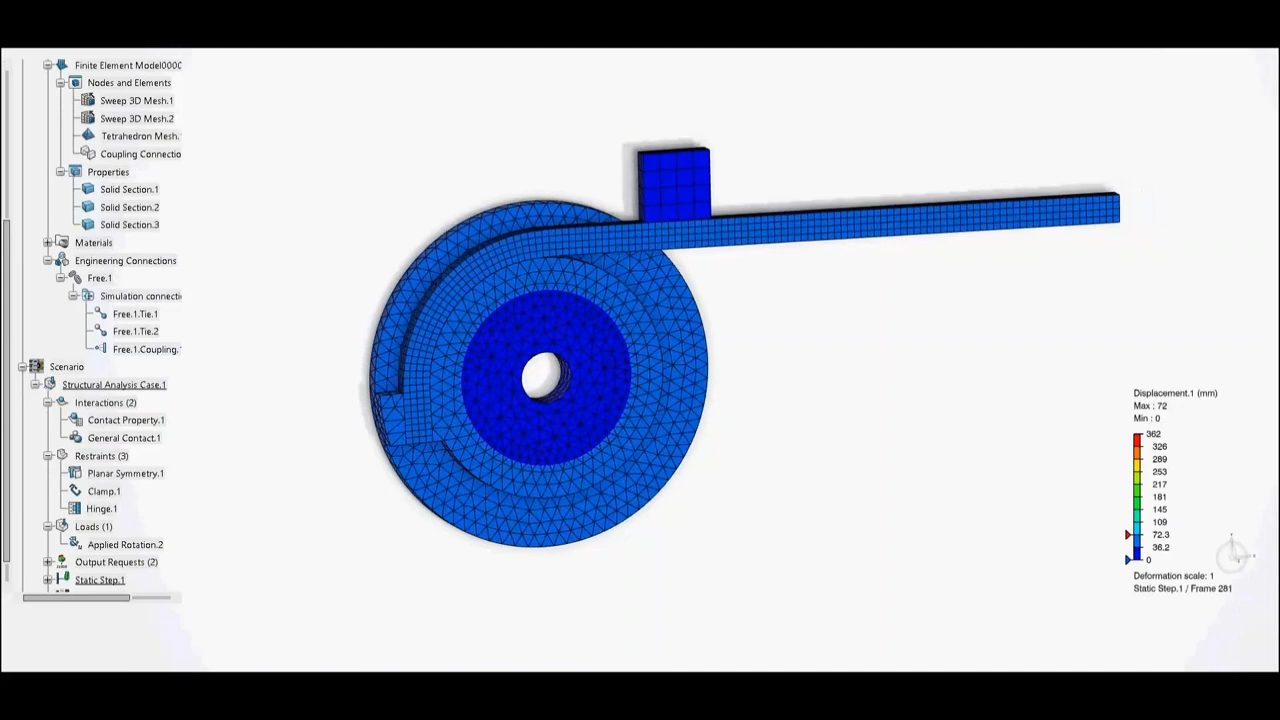 Finite Element Model0000
Nodes and Elements
Sweep 3D Mesh.1
Sweep 3D Mesh.2
Tetrahedron Mesh.
Coupling Connectio
Properties
Solid Section.1
Solid Section.2
Solid Section.3
Materials
Engineering Connections
Free.1
Simulation connecti
Free.1.Tie.1
Free.1.Tie.2
Free.1.Coupling.
Scenario
Structural Analysis Case.1
Interactions (2)
Contact Property.1
General Contact.1
Restraints (3)
Planar Symmetry.1
Clamp.1
Hinge.1
Loads (1)
Applied Rotation.2
Output Requests (2)
Static Step.1
Displacement.1 (mm)
Max : 72
Min : 0
362
326
289
253
217
181
145
109
72.3
36.2
0
Deformation scale: 1
Static Step.1 / Frame 281